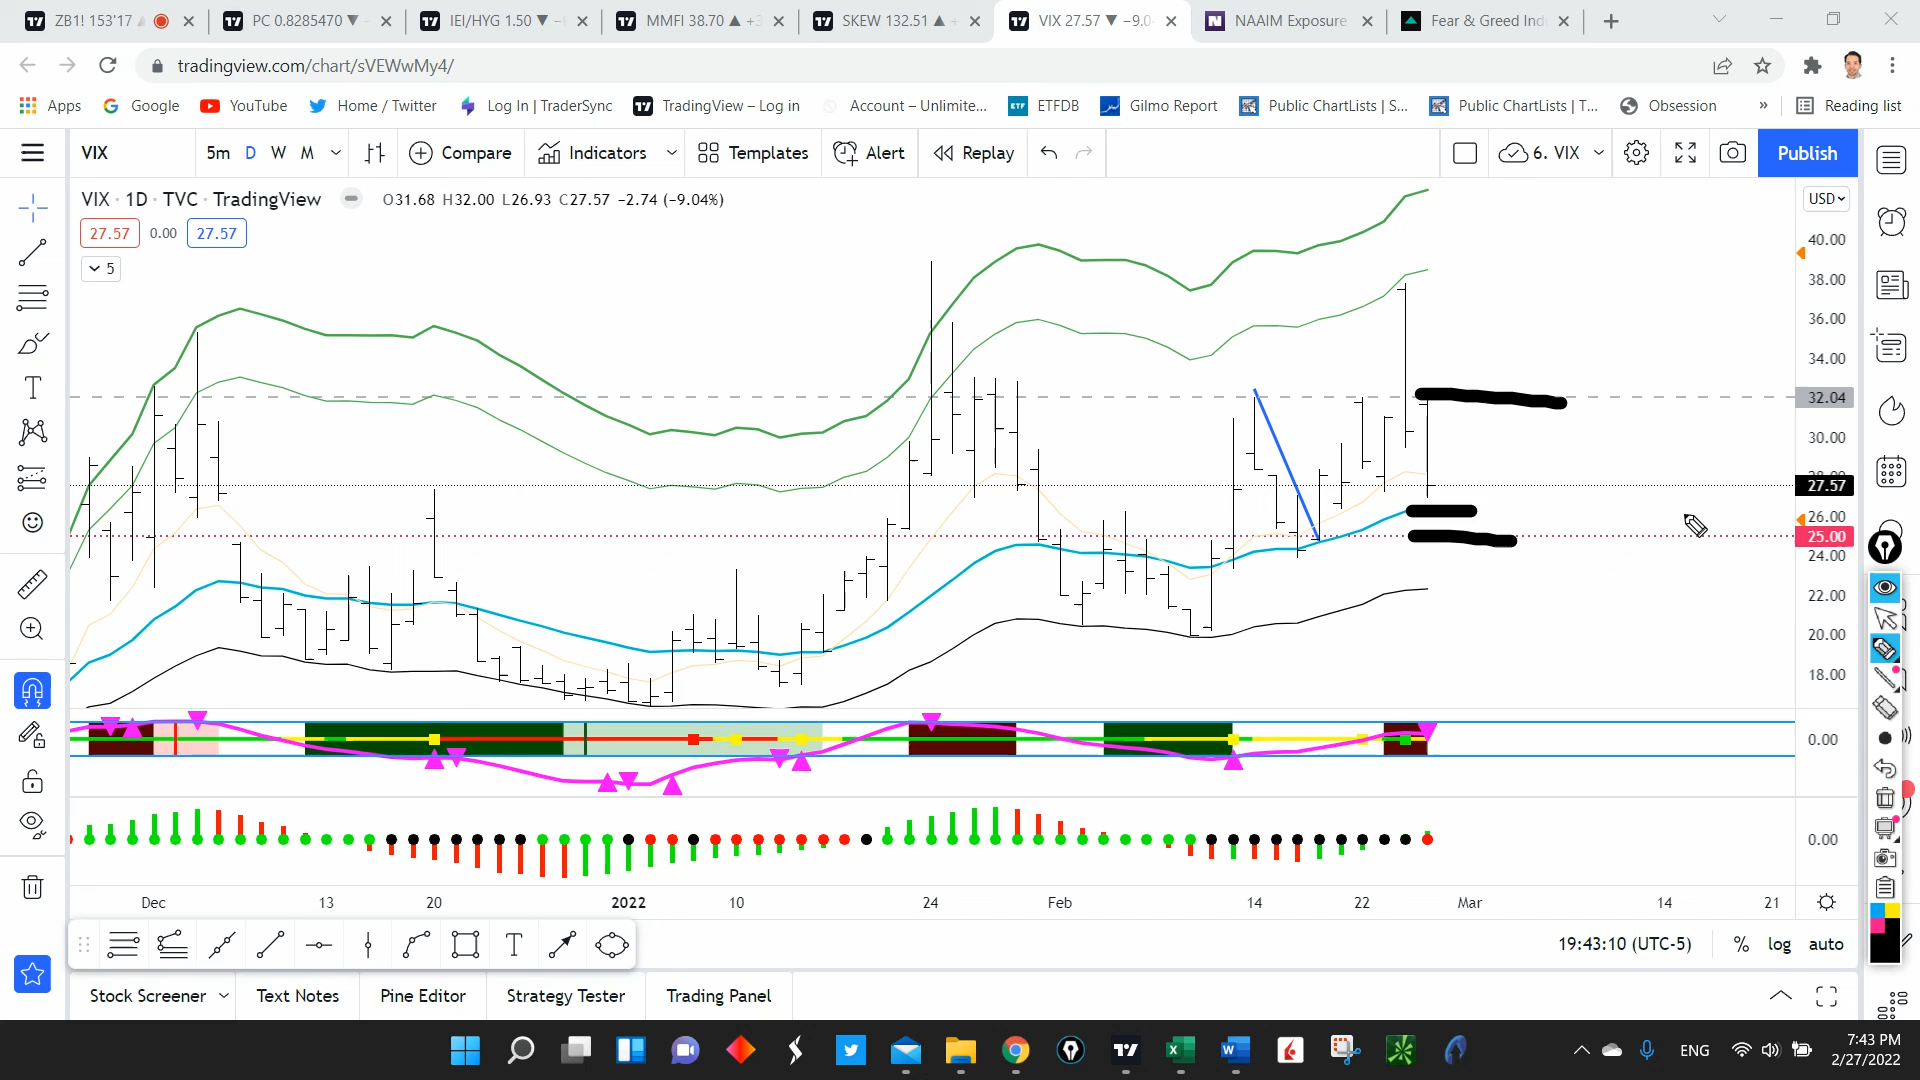 ZB1! 153'17
PC 0.8285470 ▼
IEI/HYG 1.50 ▼
MMFI 38.70 ▲
SKEW 132.51 ▲
VIX 27.57 ▼ −9.0
NAAIM Exposure
Fear & Greed Ind
tradingview.com/chart/sVEWwMy4/
Apps
Google
YouTube
Home / Twitter
Log In | TraderSync
TradingView – Log in
Account – Unlimite...
ETF ETFDB
Gilmo Report
Public ChartLists | S...
Public ChartLists | T...
Obsession
»
Reading list
VIX
5m D W M
Compare
Indicators
Templates
Alert
Replay
6. VIX
Publish
VIX · 1D · TVC · TradingView O31.68 H32.00 L26.93 C27.57 −2.74 (−9.04%)
USD
27.57 0.00 27.57
5
40.00
38.00
36.00
34.00
32.04
30.00
27.57
26.00
25.00
24.00
22.00
20.00
18.00
0.00
0.00
Dec 13 20 2022 10 24 Feb 14 22 Mar 14 21
19:43:10 (UTC-5) % log auto
Stock Screener
Text Notes
Pine Editor
Strategy Tester
Trading Panel
ENG
7:43 PM
2/27/2022